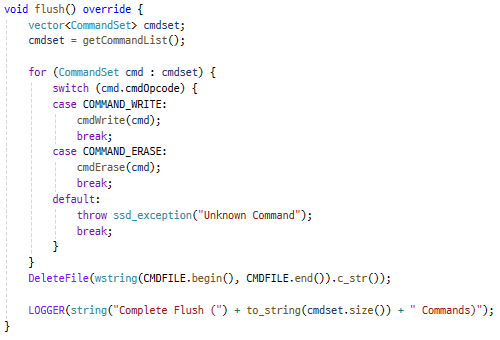 void flush() override {
    vector<CommandSet> cmdset;
    cmdset = getCommandList();

    for (CommandSet cmd : cmdset) {
        switch (cmd.cmdOpcode) {
        case COMMAND_WRITE:
            cmdWrite(cmd);
            break;
        case COMMAND_ERASE:
            cmdErase(cmd);
            break;
        default:
            throw ssd_exception("Unknown Command");
            break;
        }
    }
    DeleteFile(wstring(CMDFILE.begin(), CMDFILE.end()).c_str());

    LOGGER(string("Complete Flush (") + to_string(cmdset.size()) + " Commands)");
}